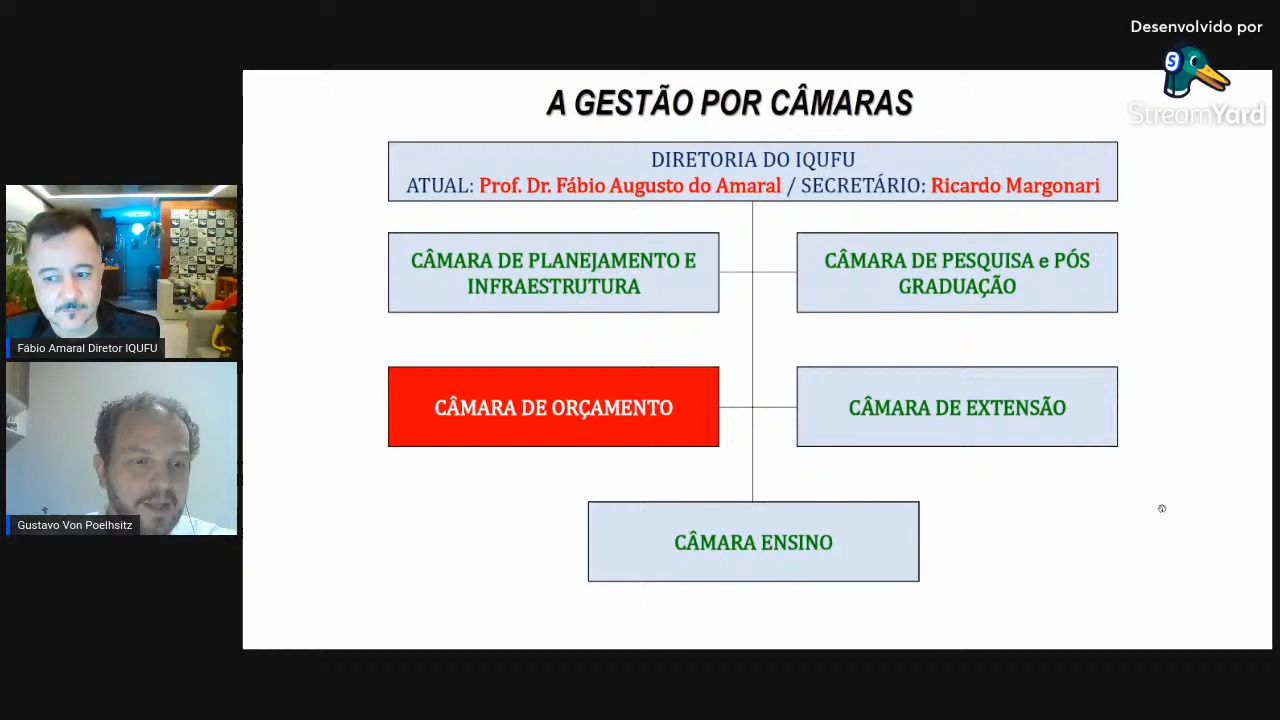 Desenvolvido por
StreamYard
A GESTÃO POR CÂMARAS
DIRETORIA DO IQUFU
ATUAL: Prof. Dr. Fábio Augusto do Amaral / SECRETÁRIO: Ricardo Margonari
CÂMARA DE PLANEJAMENTO E
INFRAESTRUTURA
CÂMARA DE PESQUISA e PÓS
GRADUAÇÃO
CÂMARA DE ORÇAMENTO
CÂMARA DE EXTENSÃO
CÂMARA ENSINO
Fábio Amaral Diretor IQUFU
Gustavo Von Poelhsitz